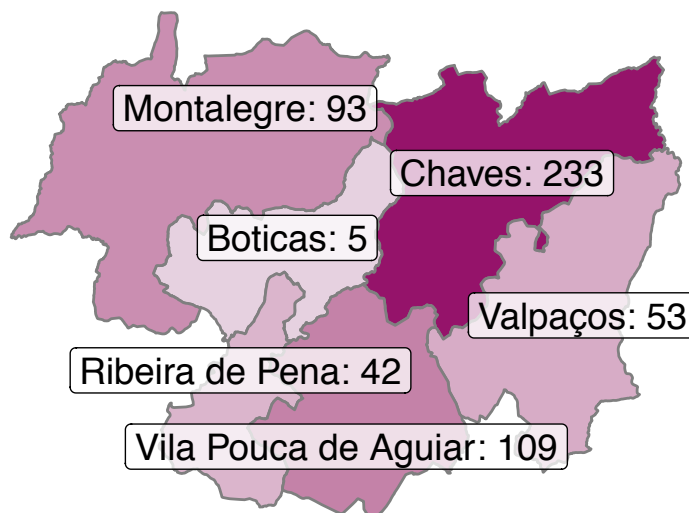 Montalegre: 93
Chaves: 233
Boticas: 5
Valpaços: 53
Ribeira de Pena: 42
Vila Pouca de Aguiar: 109